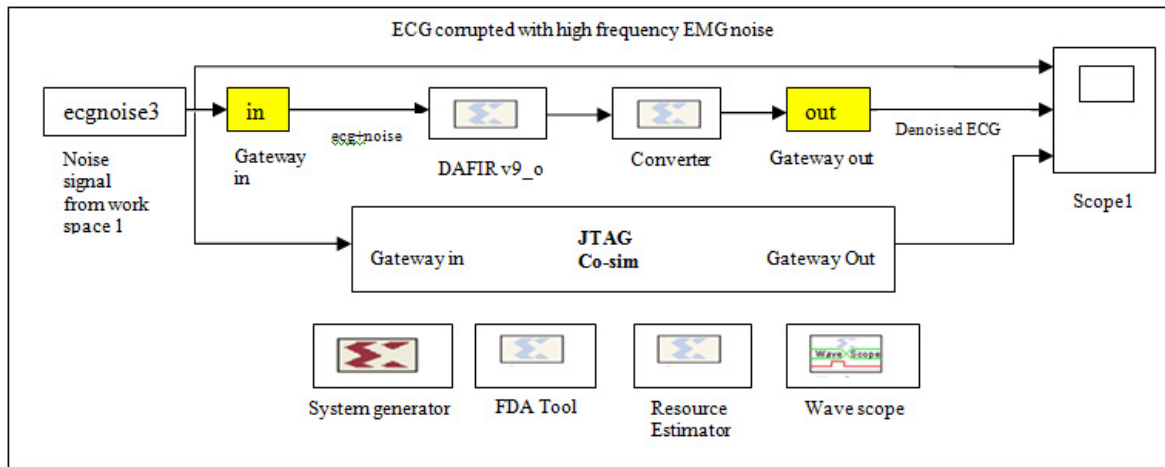 ECG corrupted with high frequency EMG noise
ecgnoise3
in
ecg+noise
out
Denoised ECG
Noise
signal
from work
space 1
Gateway
in
DAFIR v9_o
Converter
Gateway out
Scope1
Gateway in
JTAG
Co-sim
Gateway Out
Wave Scope
System generator
FDA Tool
Resource
Estimator
Wave scope